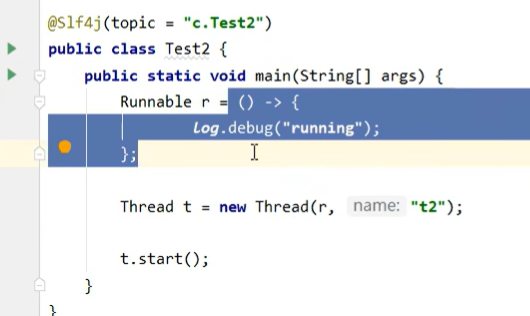 @Slf4j(topic = "c.Test2")
public class Test2 {
public static void main(String[] args) {
Runnable r = () -> {
Log.debug("running");
};
Thread t = new Thread(r, name: "t2");
t.start();
}
}